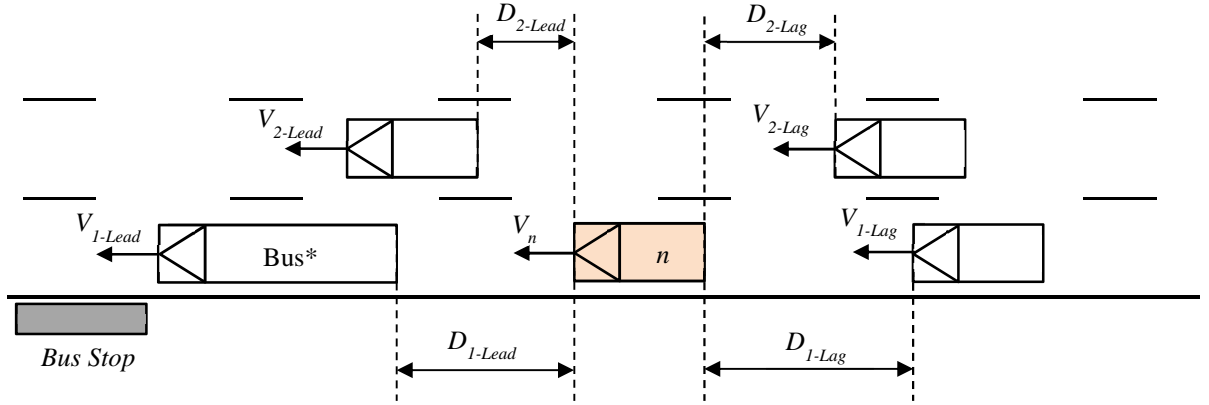 D2-Lead
D2-Lag
V2-Lead
V2-Lag
V1-Lead
Vn
V1-Lag
Bus*
n
Bus Stop
D1-Lead
D1-Lag